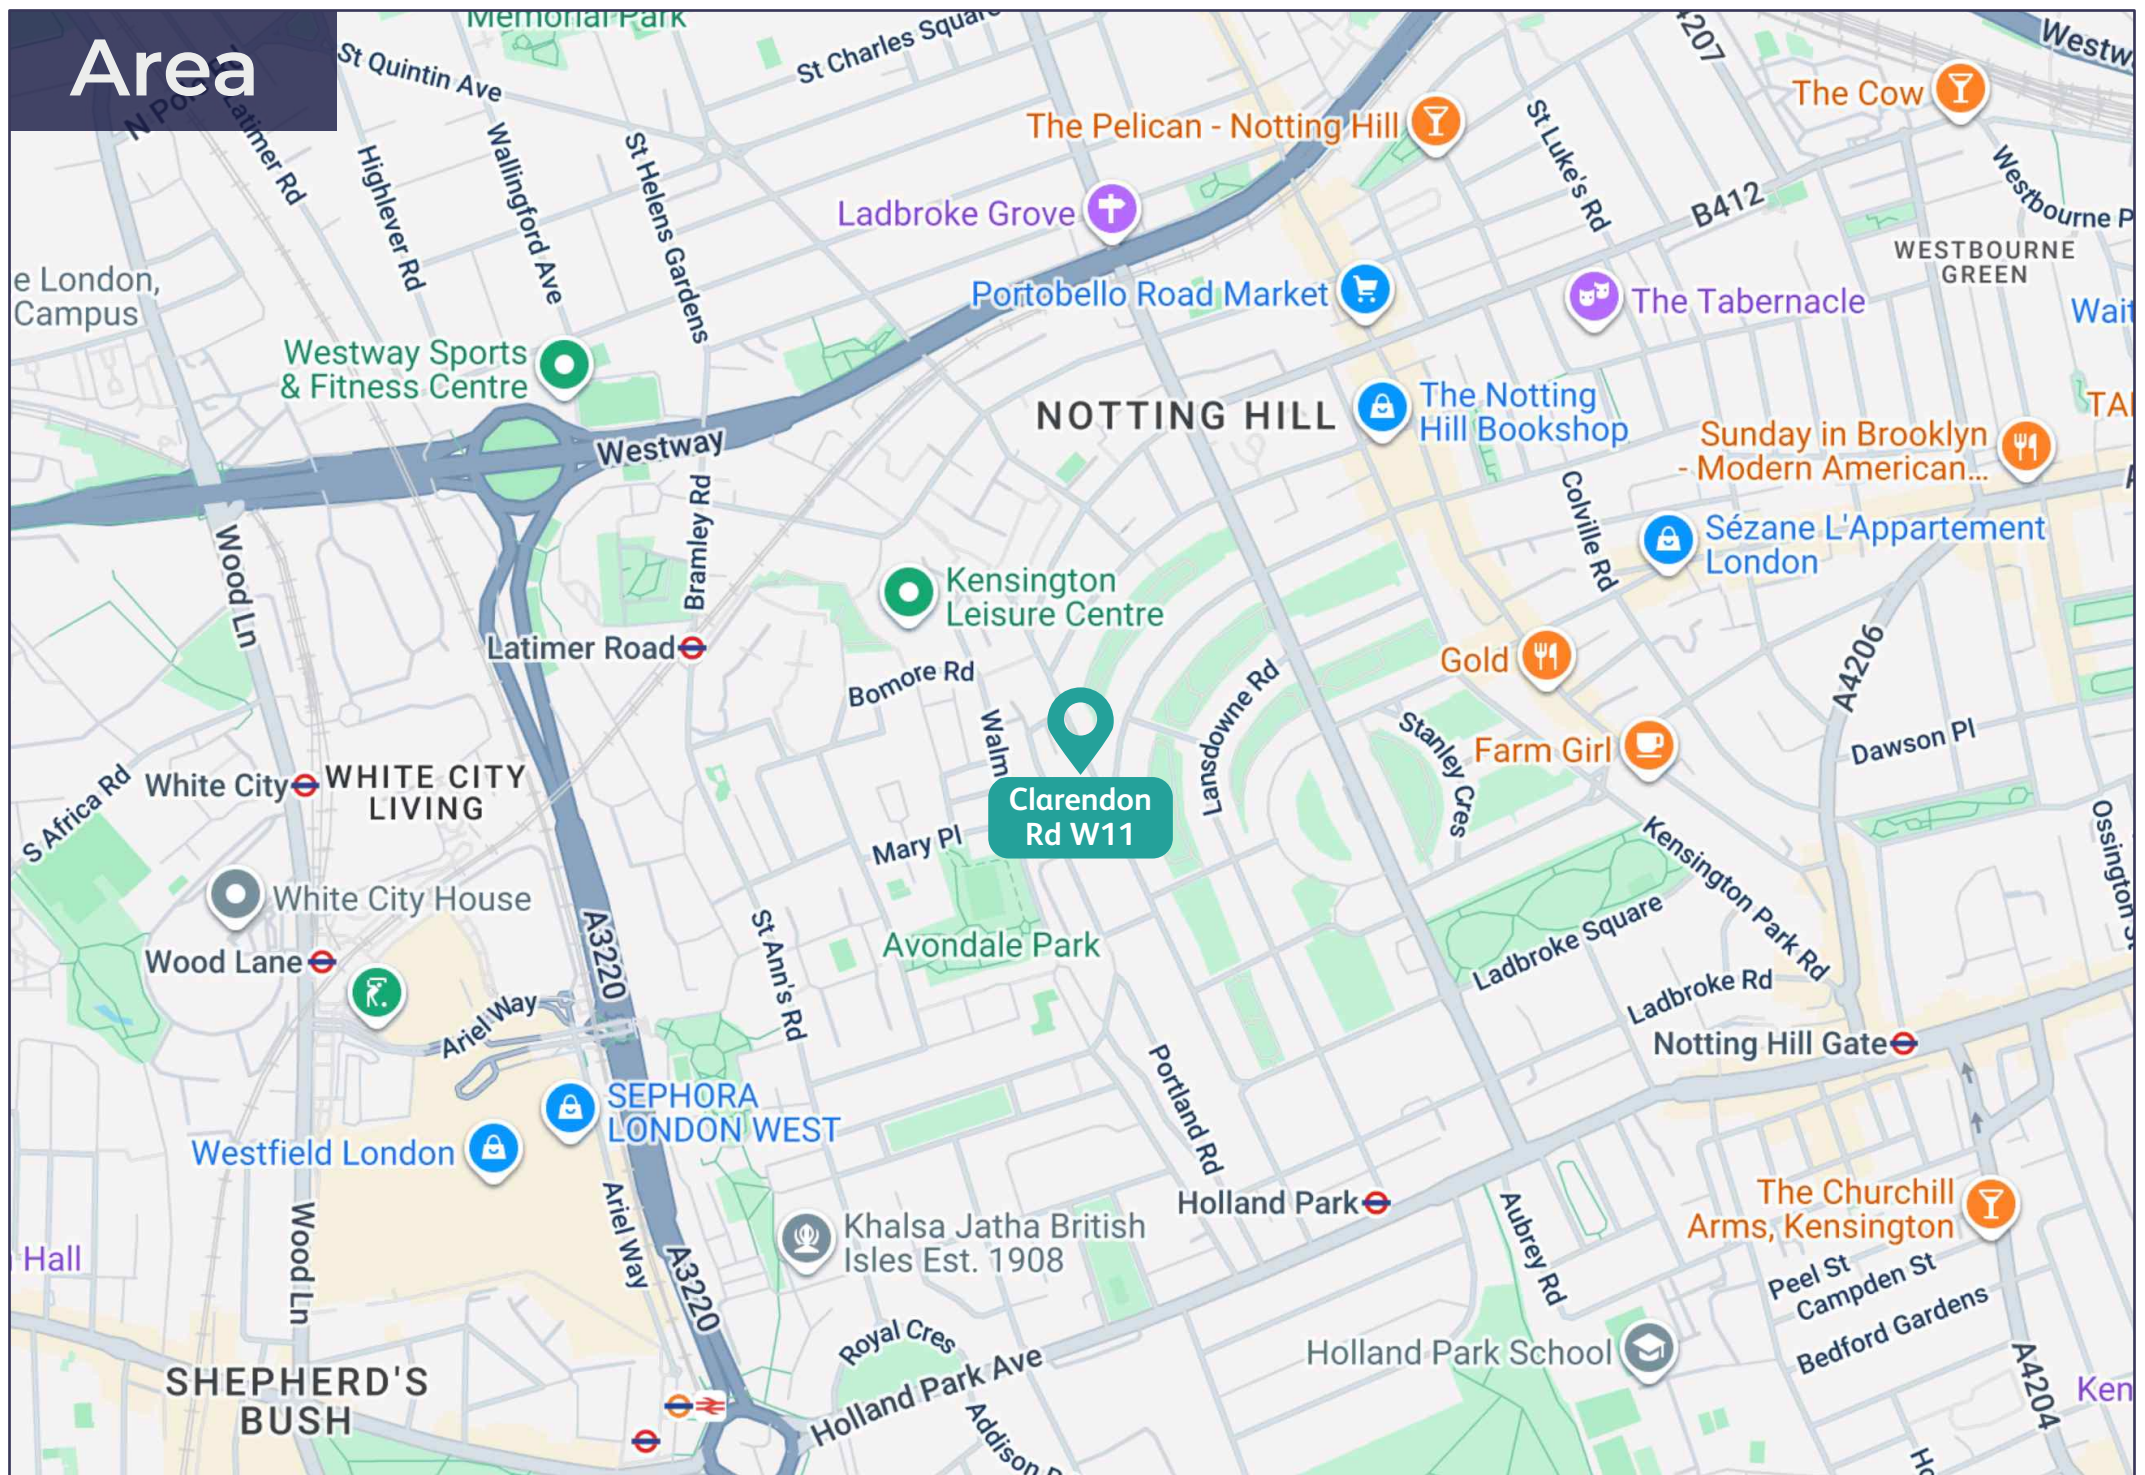 Area
Memorial Park
St Quintin Ave
St Charles Square
Latimer Rd
Highlever Rd
Wallingford Ave
St Helens Gardens
The Pelican - Notting Hill
Ladbroke Grove
St Luke's Rd
The Cow
B412
Westbourne P
WESTBOURNE
GREEN
e London,
Campus
Portobello Road Market
The Tabernacle
Wait
Westway Sports
& Fitness Centre
Westway
NOTTING HILL
The Notting
Hill Bookshop
Sunday in Brooklyn
- Modern American...
TA
Wood Ln
Bramley Rd
Colville Rd
Sézane L'Appartement
London
Kensington
Leisure Centre
Latimer Road
Bomore Rd
Lansdowne Rd
Gold
A4206
Walm
Clarendon
Rd W11
Stanley Cres
Farm Girl
Dawson Pl
S Africa Rd
White City
WHITE CITY
LIVING
Mary Pl
Kensington Park Rd
Ossington St
White City House
Wood Lane
A3220
St Ann's Rd
Avondale Park
Ladbroke Square
Ladbroke Rd
Ariel Way
Notting Hill Gate
Portland Rd
SEPHORA
LONDON WEST
Westfield London
Holland Park
Aubrey Rd
The Churchill
Arms, Kensington
Wood Ln
Ariel Way
A3220
Khalsa Jatha British
Isles Est. 1908
Hall
Peel St
Campden St
Bedford Gardens
Royal Cres
Holland Park Ave
Holland Park School
SHEPHERD'S
BUSH
Addison
A4204
Ken